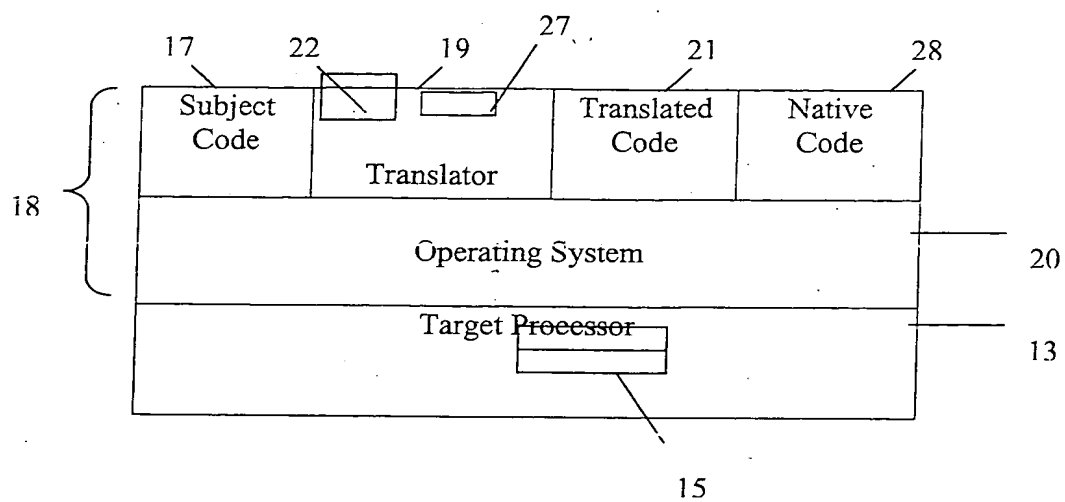 17
22
19
27
21
28
Subject
Code
Translator
Translated
Code
Native
Code
18
Operating System
20
Target Processor
13
15